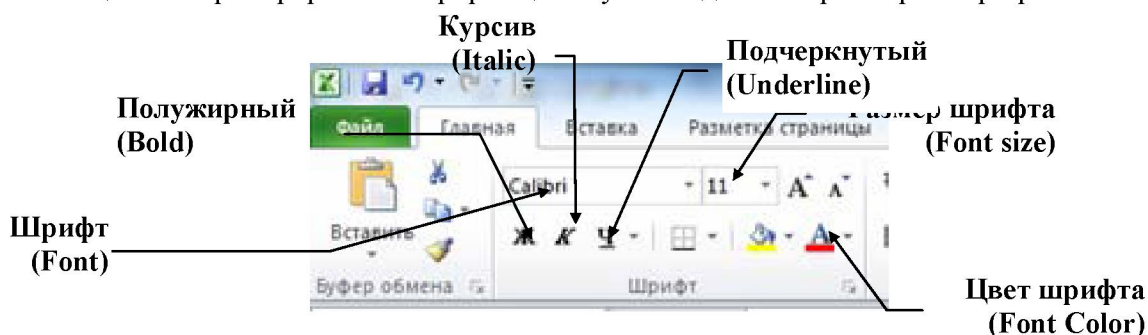 Курсив
(Italic)
Подчеркнутый
(Underline)
Полужирный
(Bold)
Размер шрифта
(Font size)
Файл Главная Вставка Разметка страницы
Calibri 11 А А
Вставить
Ж К Ч А
Буфер обмена Шрифт
Шрифт
(Font)
Цвет шрифта
(Font Color)